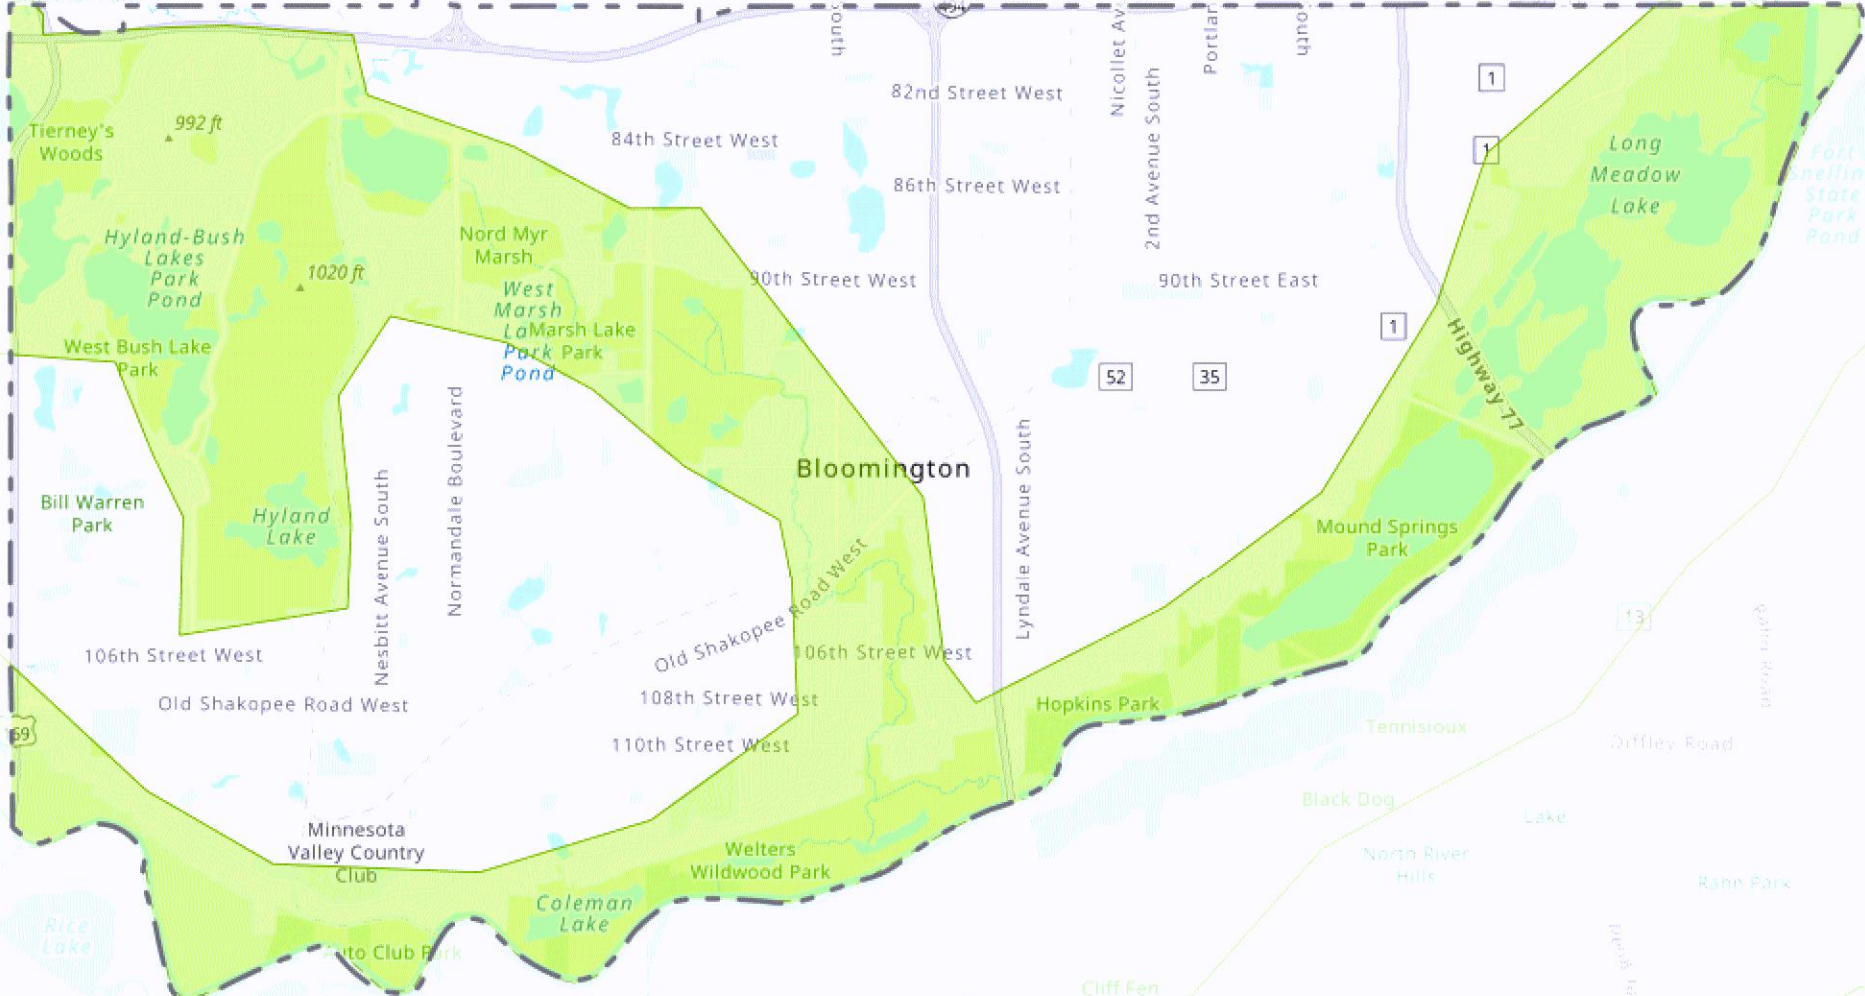 494
South
Nicollet Av
Portlan
outh
1
82nd Street West
992 ft
Tierney's
Woods
84th Street West
2nd Avenue South
1
Long
Meadow
Lake
Fort
Snellin
State
Park
Pond
86th Street West
Hyland-Bush
Lakes
Park
Pond
Nord Myr
Marsh
1020 ft
90th Street West
90th Street East
West
Marsh
La
Park
Pond
Marsh Lake
Park
1
Highway 77
West Bush Lake
Park
52
35
Normandale Boulevard
Lyndale Avenue South
Bloomington
Nesbitt Avenue South
Bill Warren
Park
Hyland
Lake
Mound Springs
Park
Old Shakopee Road West
13
106th Street West
106th Street West
Old Shakopee Road West
108th Street West
Hopkins Park
69
110th Street West
Tennisioux
Diffley Road
Black Dog
Lake
Minnesota
Valley Country
Club
Welters
Wildwood Park
North River
Hills
Rahn Park
Coleman
Lake
Rice
Lake
Auto Club Park
Cliff Fen